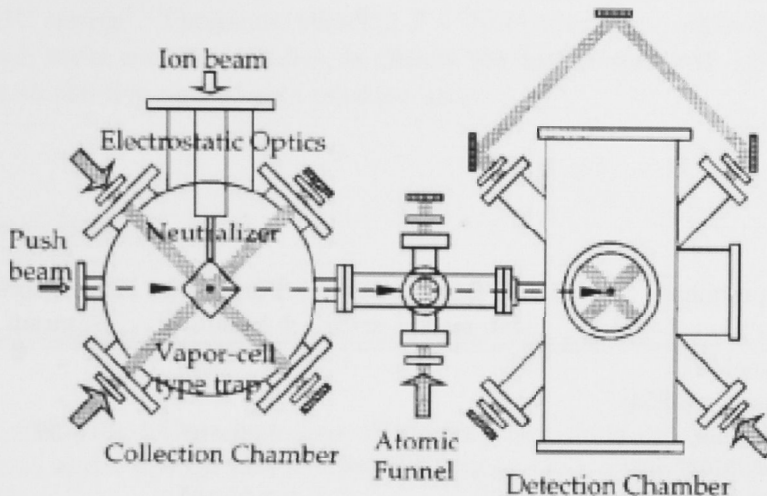 Ion beam
Electrostatic Optics
Neutralizer
Push
beam
Vapor-cell
type trap
Collection Chamber
Atomic
Funnel
Detection Chamber